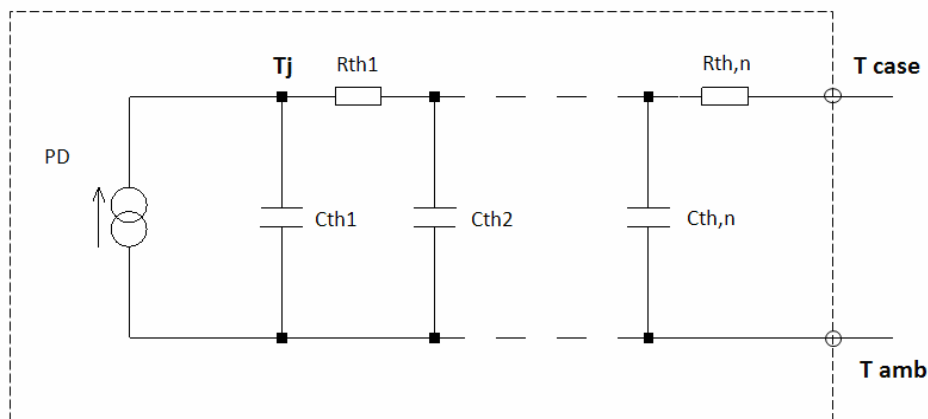 Tj
Rth1
Rth,n
T case
PD
Cth1
Cth2
Cth,n
T amb